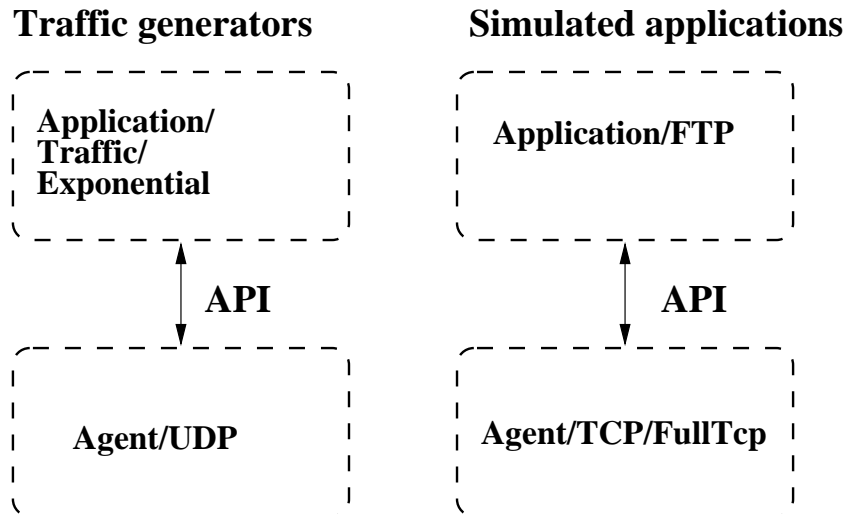 Traffic generators
Application/
Traffic/
Exponential
API
Agent/UDP
Simulated applications
Application/FTP
API
Agent/TCP/FullTcp